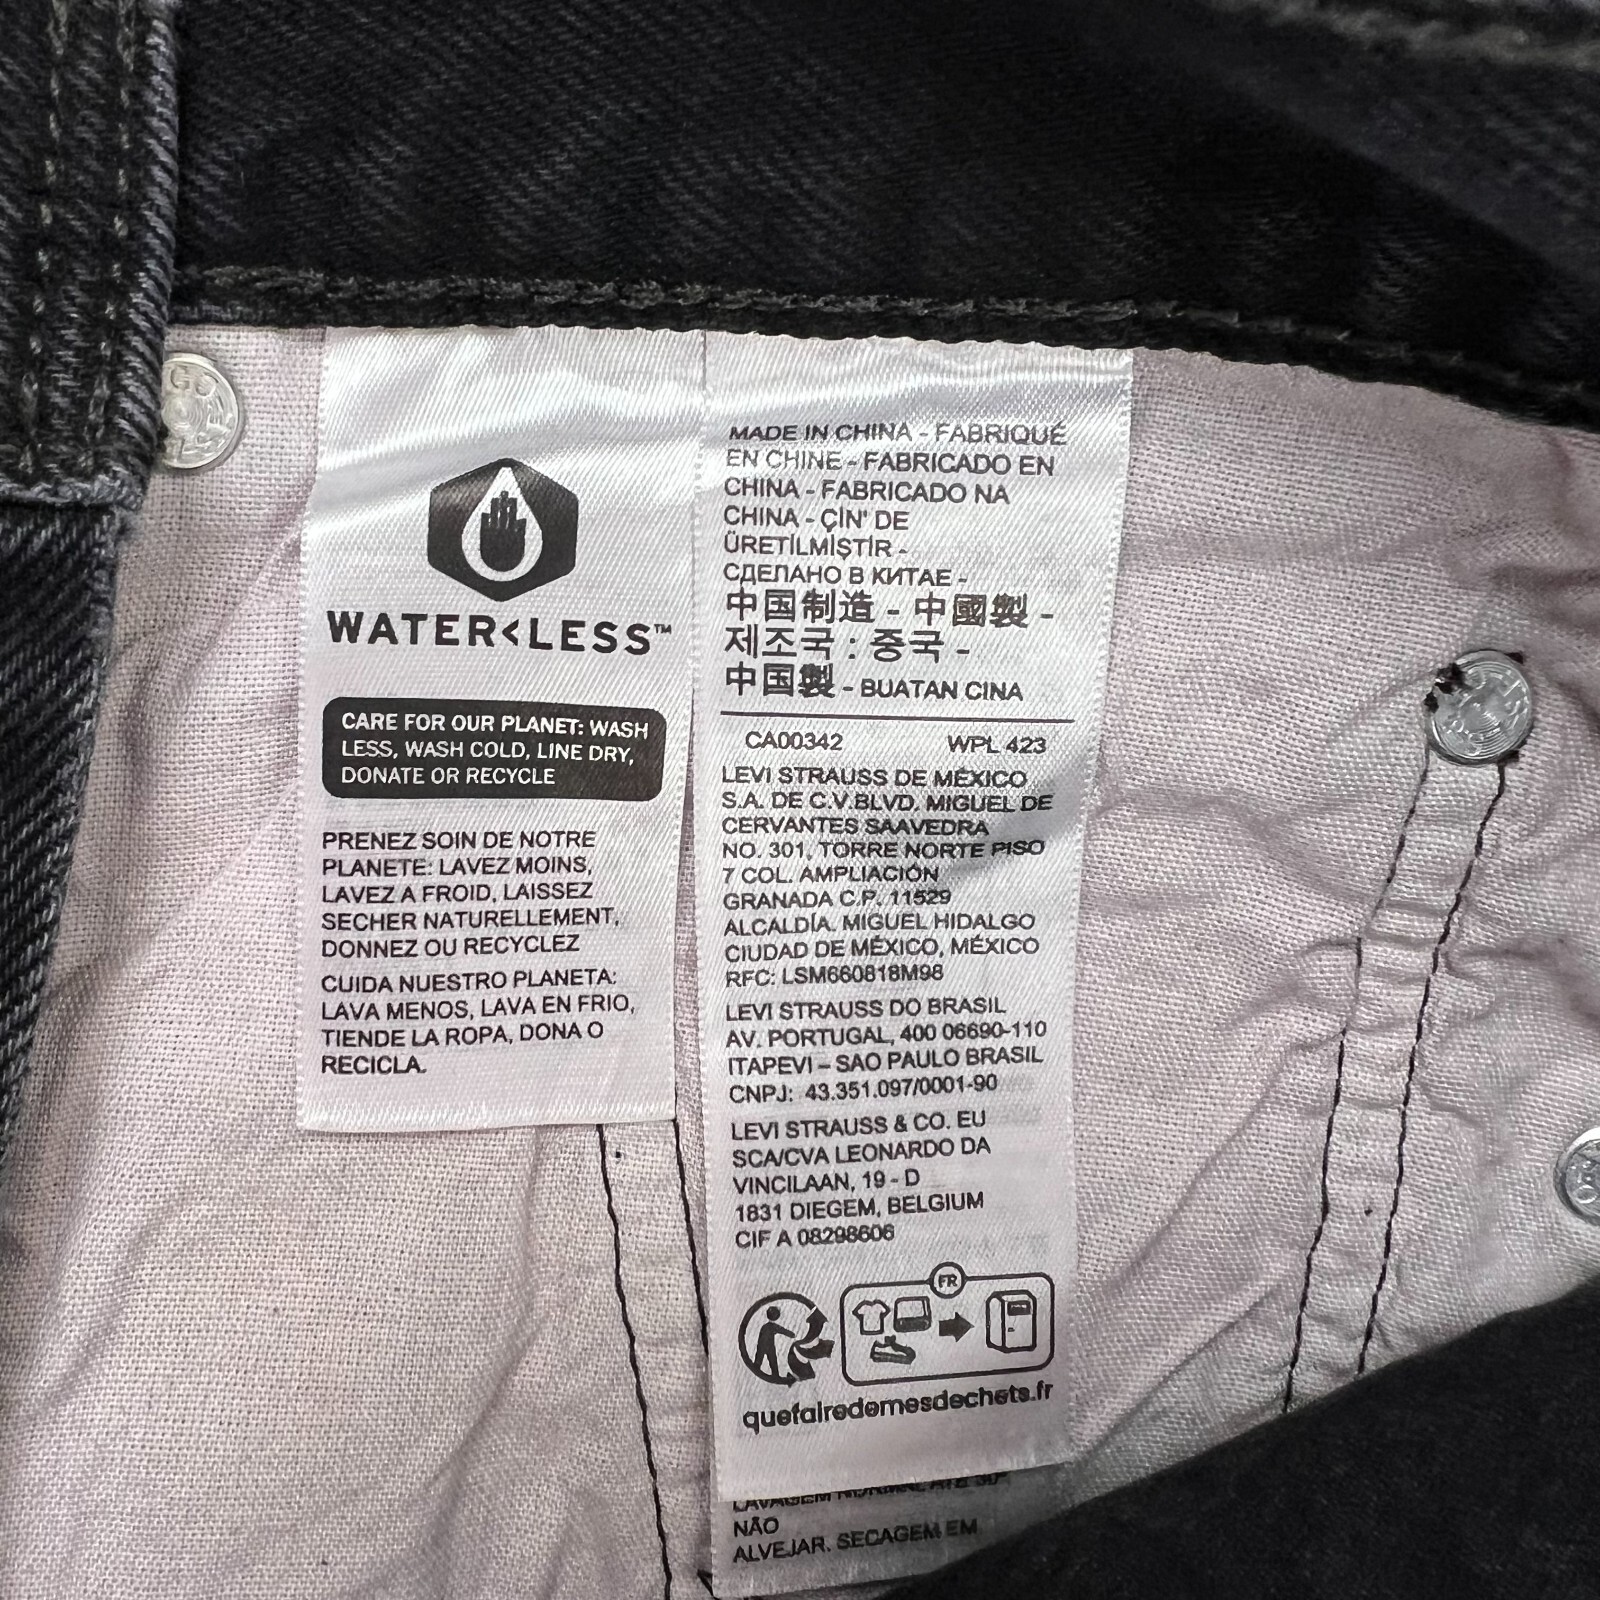 WATER<LESS™
CARE FOR OUR PLANET: WASH
LESS, WASH COLD, LINE DRY,
DONATE OR RECYCLE
PRENEZ SOIN DE NOTRE
PLANETE: LAVEZ MOINS,
LAVEZ A FROID, LAISSEZ
SECHER NATURELLEMENT,
DONNEZ OU RECYCLEZ
CUIDA NUESTRO PLANETA:
LAVA MENOS, LAVA EN FRIO,
TIENDE LA ROPA, DONA O
RECICLA.
MADE IN CHINA - FABRIQUÉ
EN CHINE - FABRICADO EN
CHINA - FABRICADO NA
CHINA - ÇİN' DE
ÜRETİLMİŞTİR -
СДЕЛАНО В КИТАЕ -
中国制造 - 中國製 -
제조국 : 중국 -
中国製 - BUATAN CINA
CA00342 WPL 423
LEVI STRAUSS DE MÉXICO
S.A. DE C.V.BLVD. MIGUEL DE
CERVANTES SAAVEDRA
NO. 301, TORRE NORTE PISO
7 COL. AMPLIACIÓN
GRANADA C.P. 11529
ALCALDÍA. MIGUEL HIDALGO
CIUDAD DE MÉXICO, MÉXICO
RFC: LSM660818M98
LEVI STRAUSS DO BRASIL
AV. PORTUGAL, 400 06690-110
ITAPEVI – SAO PAULO BRASIL
CNPJ: 43.351.097/0001-90
LEVI STRAUSS & CO. EU
SCA/CVA LEONARDO DA
VINCILAAN, 19 - D
1831 DIEGEM, BELGIUM
CIF A 08298606
FR
quefairedemesdechets.fr
LAVAGEM NORMAL ATÉ 30°
NÃO
ALVEJAR. SECAGEM EM